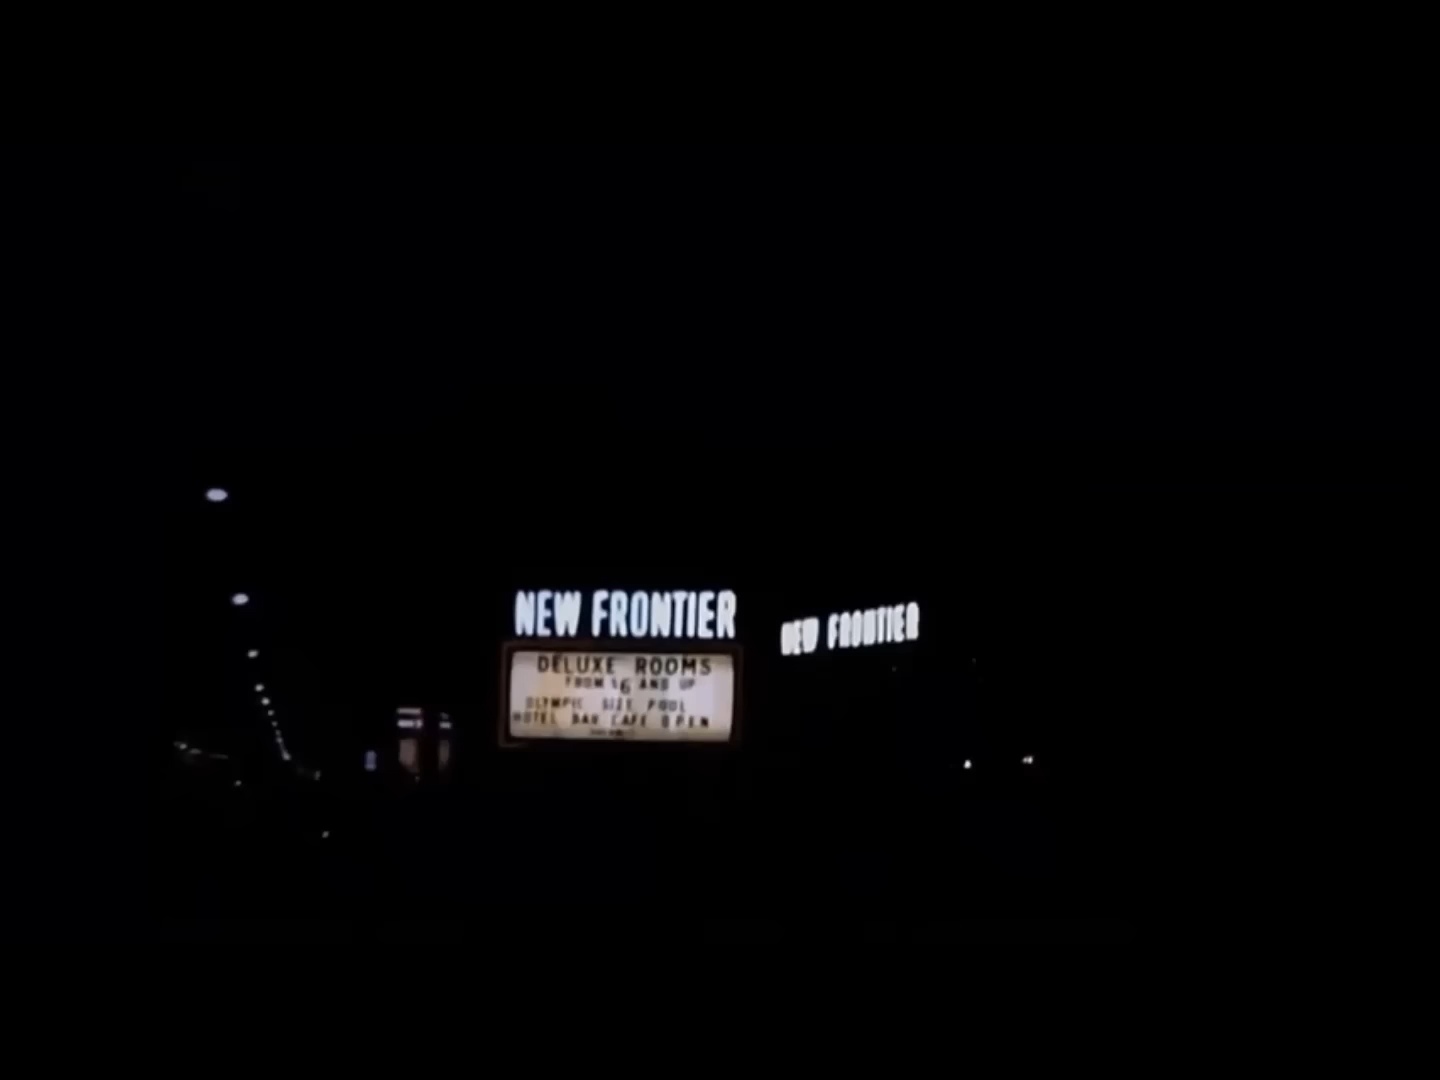 NEW FRONTIER
DELUXE ROOMS
FROM $6 AND UP
OLYMPIC SIZE POOL
HOTEL BAR CAFE OPEN
NEW FRONTIER